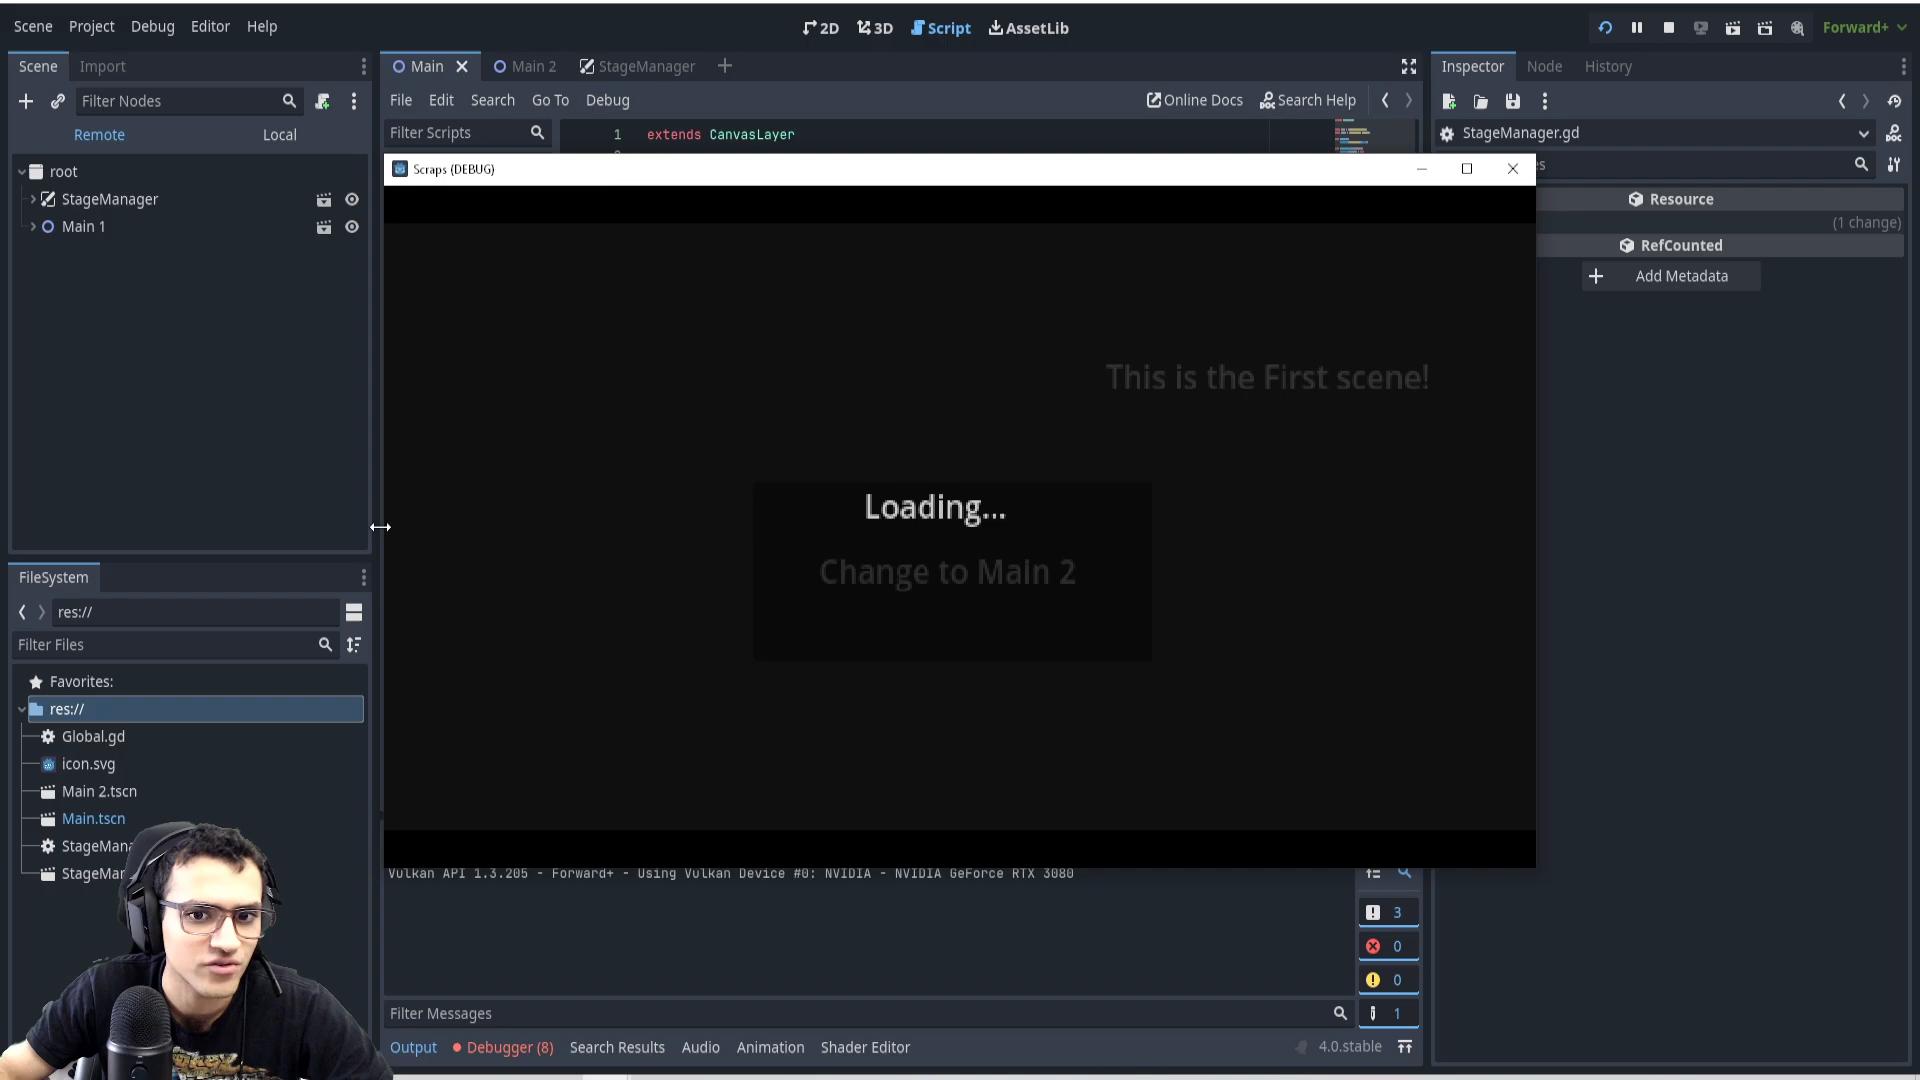 Scene Project Debug Editor Help
2D 3D Script AssetLib
Forward+
Scene Import
Main Main 2 StageManager
Inspector Node History
Filter Nodes
File Edit Search Go To Debug
Online Docs Search Help
Remote Local
Filter Scripts
1 extends CanvasLayer
StageManager.gd
root
StageManager
Main 1
Scraps (DEBUG)
Resource
(1 change)
RefCounted
Add Metadata
This is the First scene!
Loading...
Change to Main 2
FileSystem
res://
Filter Files
Favorites:
res://
Global.gd
icon.svg
Main 2.tscn
Main.tscn
StageMana
StageMar
Vulkan API 1.3.205 - Forward+ - Using Vulkan Device #0: NVIDIA - NVIDIA GeForce RTX 3080
3
0
0
1
Filter Messages
Output Debugger (8) Search Results Audio Animation Shader Editor
4.0.stable